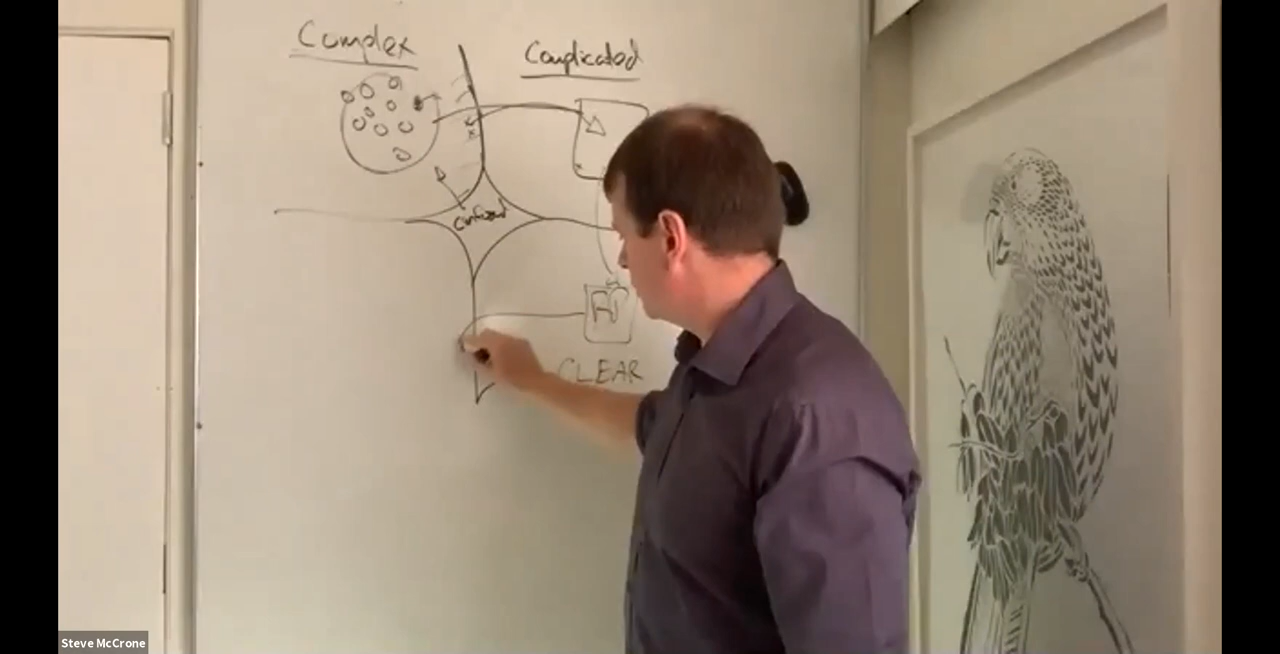 Complex
Complicated
confused
CLEAR
Steve McCrone